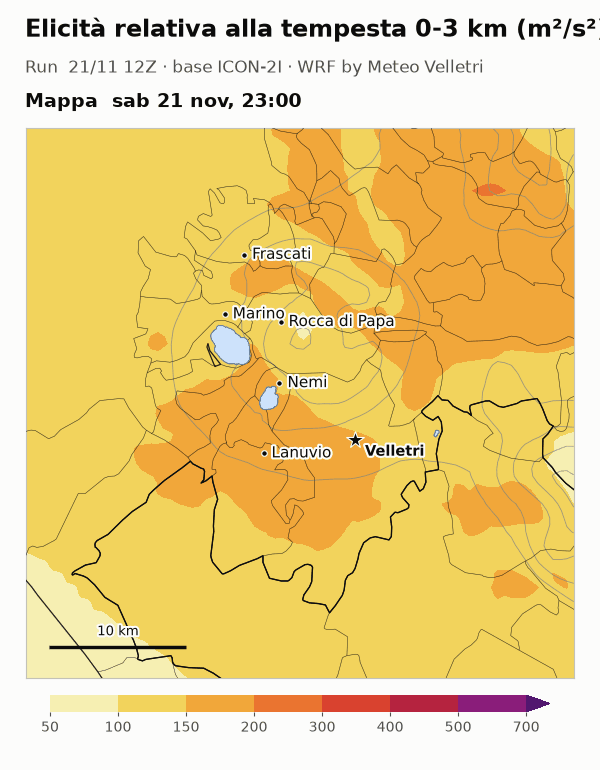 Elicità relativa alla tempesta 0-3 km (m²/s²)
Run 21/11 12Z · base ICON-2I · WRF by Meteo Velletri
Mappa sab 21 nov, 23:00
Frascati
Marino
Rocca di Papa
Nemi
Velletri
Lanuvio
10 km
50 100 150 200 300 400 500 700